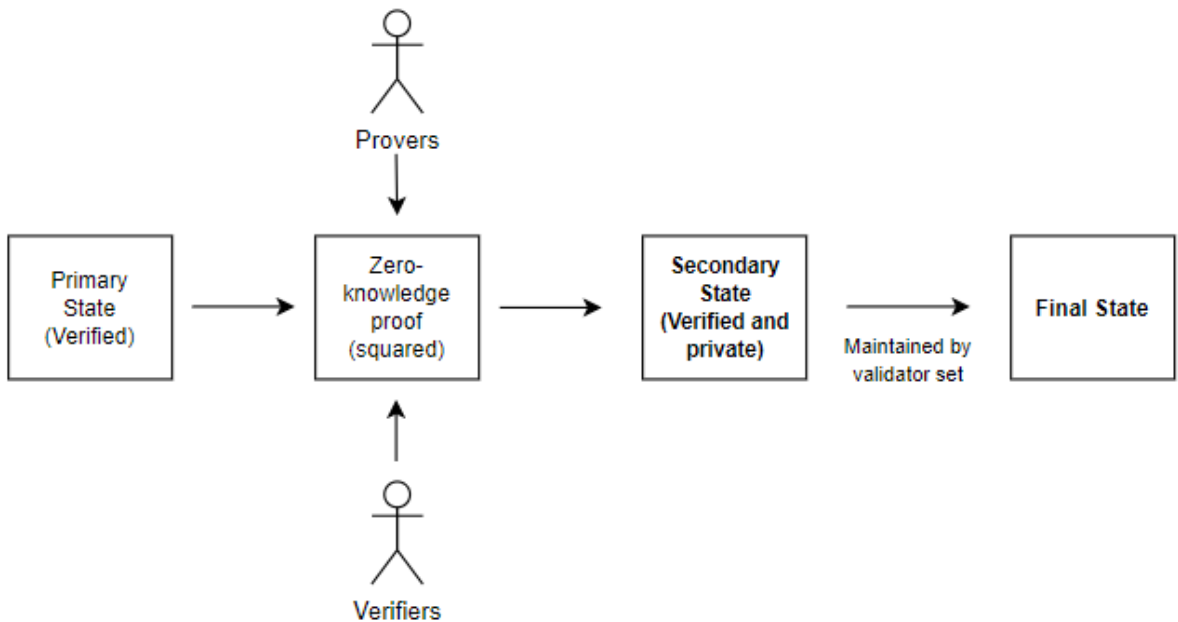 Provers
Primary
State
(Verified)
Zero-
knowledge
proof
(squared)
Secondary
State
(Verified and
private)
Maintained by
validator set
Final State
Verifiers